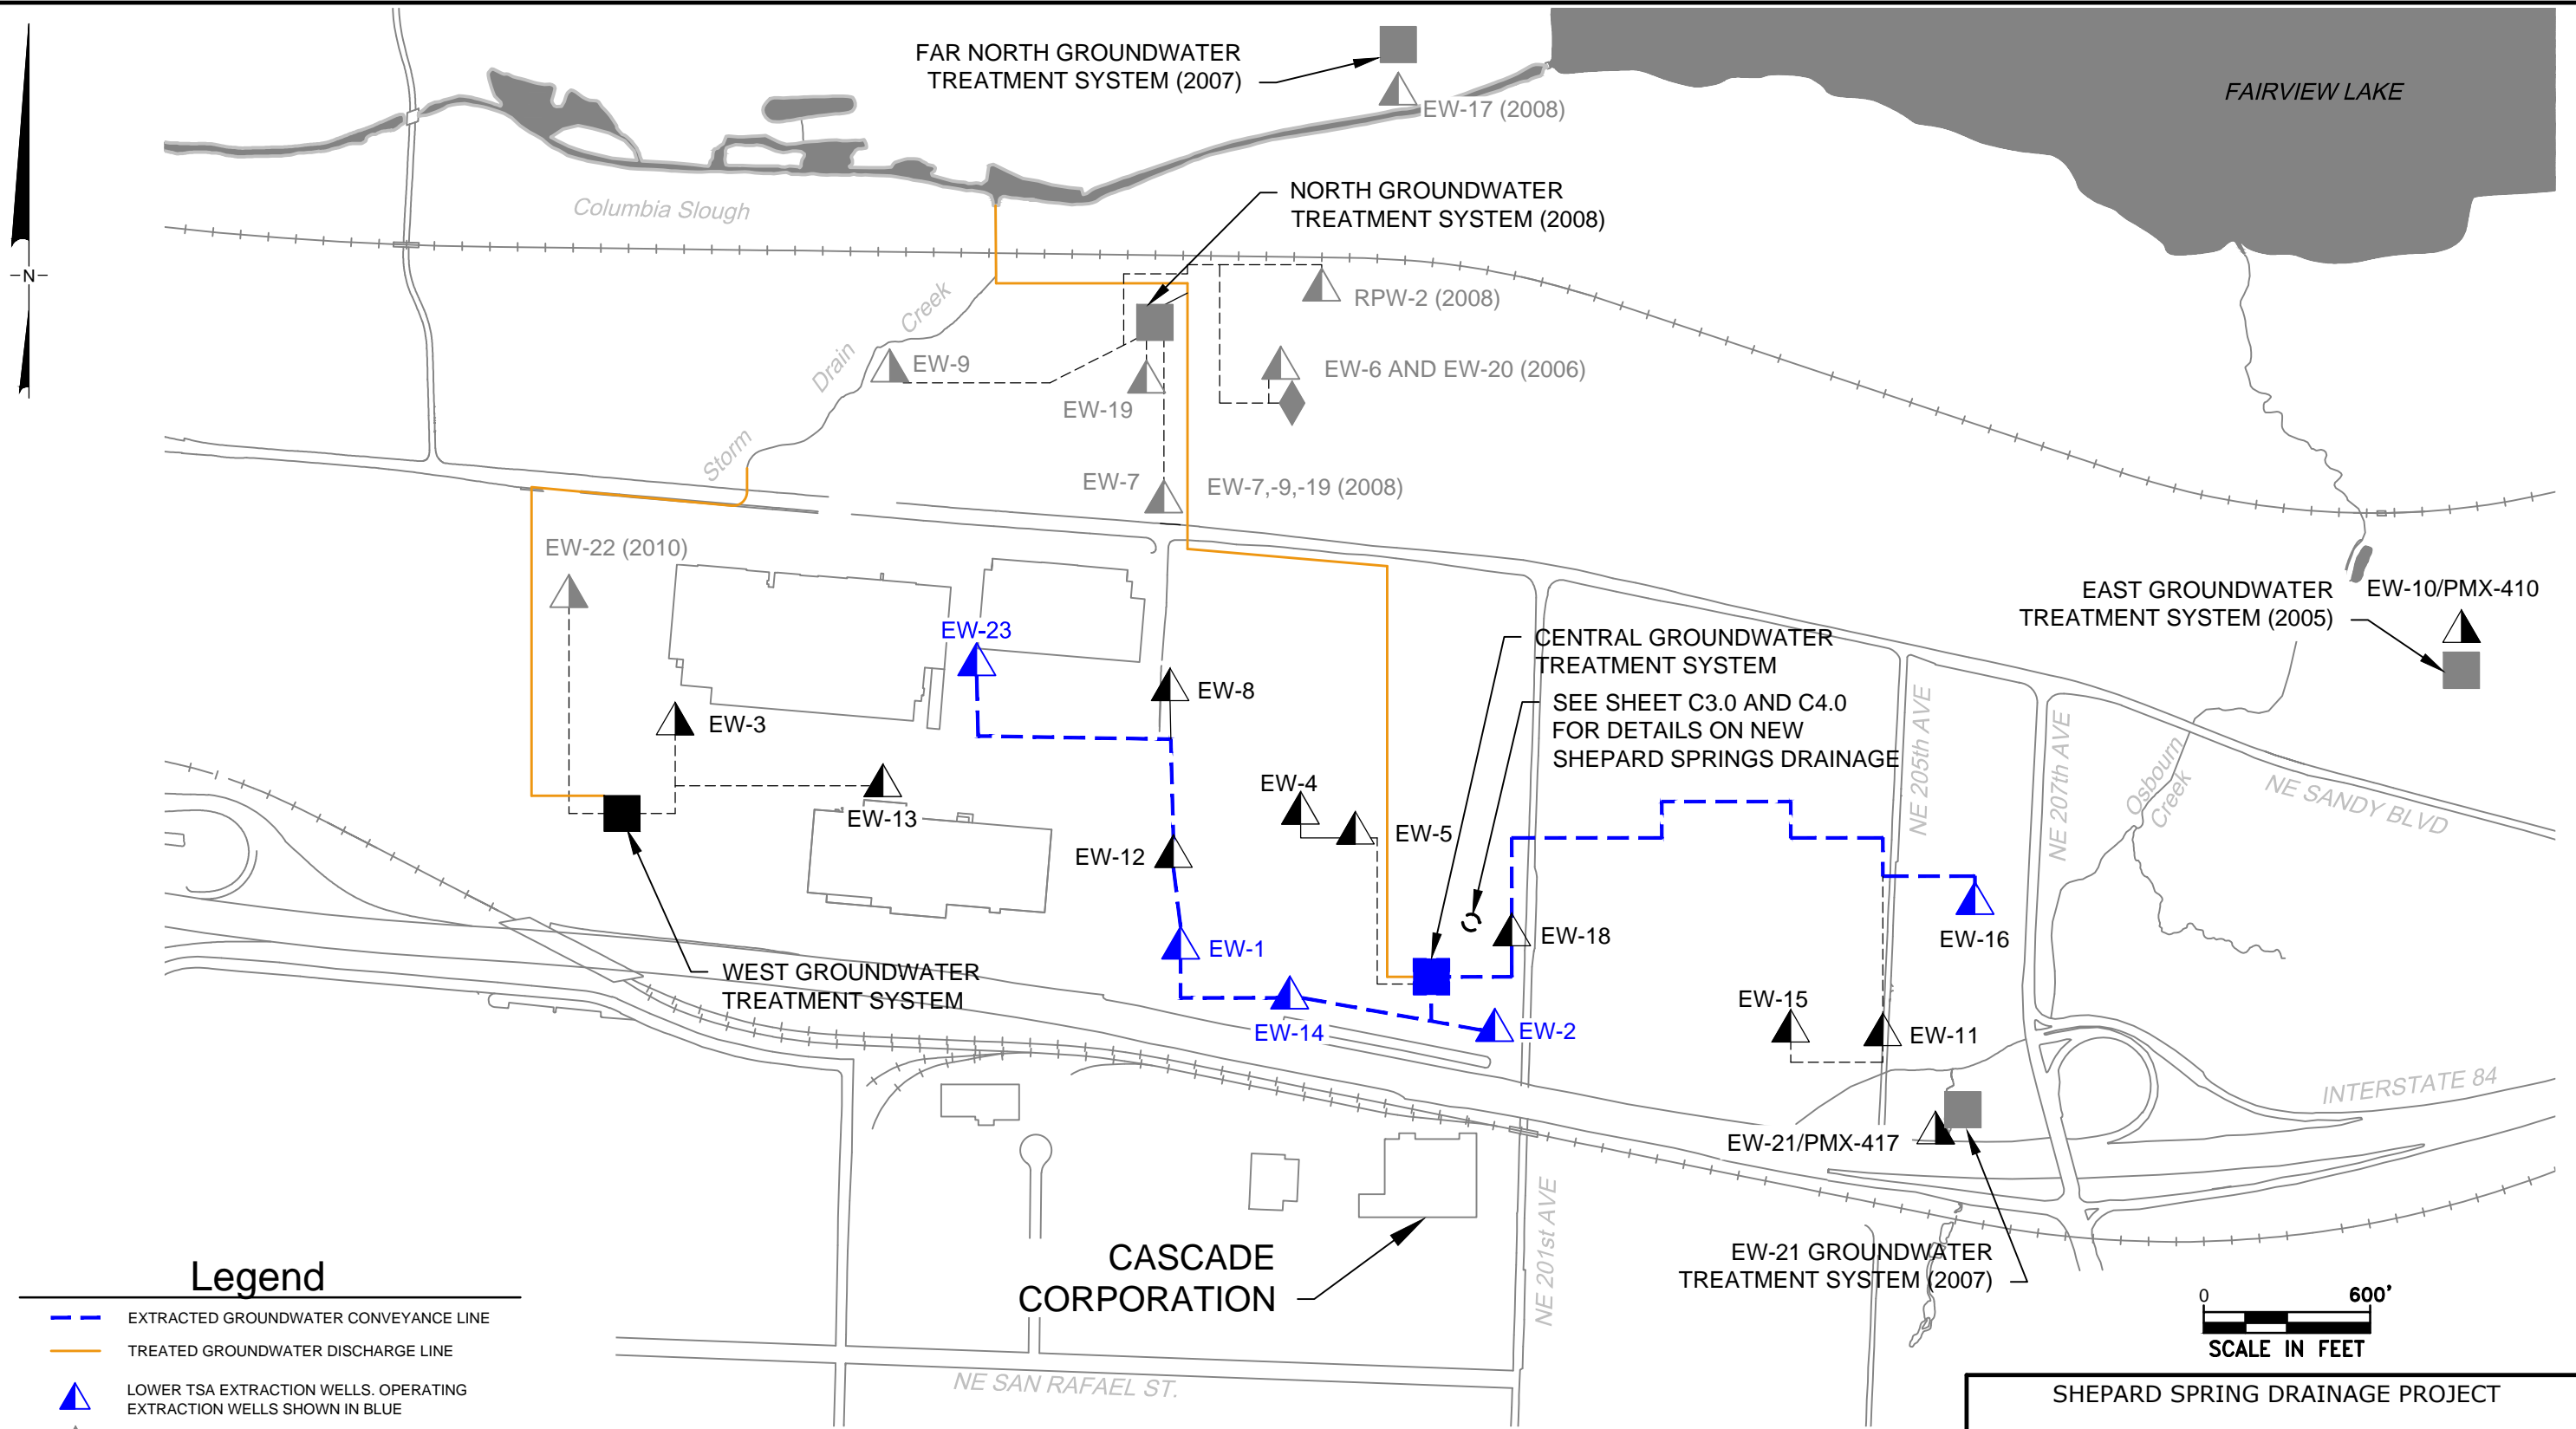 FAR NORTH GROUNDWATER
TREATMENT SYSTEM (2007)
EW-17 (2008)
FAIRVIEW LAKE
NORTH GROUNDWATER
TREATMENT SYSTEM (2008)
Columbia Slough
-N-
RPW-2 (2008)
Storm Drain Creek
EW-9
EW-19
EW-6 AND EW-20 (2006)
EW-7
EW-7,-9,-19 (2008)
EW-22 (2010)
EAST GROUNDWATER
TREATMENT SYSTEM (2005)
EW-10/PMX-410
EW-23
EW-8
EW-3
CENTRAL GROUNDWATER
TREATMENT SYSTEM
SEE SHEET C3.0 AND C4.0
FOR DETAILS ON NEW
SHEPARD SPRINGS DRAINAGE
NE 205th AVE
NE 207th AVE
Osbourn
Creek
NE SANDY BLVD
EW-13
EW-4
EW-5
EW-12
EW-1
EW-18
EW-16
WEST GROUNDWATER
TREATMENT SYSTEM
EW-14
EW-2
EW-15
EW-11
INTERSTATE 84
EW-21/PMX-417
CASCADE
CORPORATION
NE 201st AVE
EW-21 GROUNDWATER
TREATMENT SYSTEM (2007)
NE SAN RAFAEL ST.
0 600'
SCALE IN FEET
Legend
EXTRACTED GROUNDWATER CONVEYANCE LINE
TREATED GROUNDWATER DISCHARGE LINE
LOWER TSA EXTRACTION WELLS. OPERATING
EXTRACTION WELLS SHOWN IN BLUE
SHEPARD SPRING DRAINAGE PROJECT